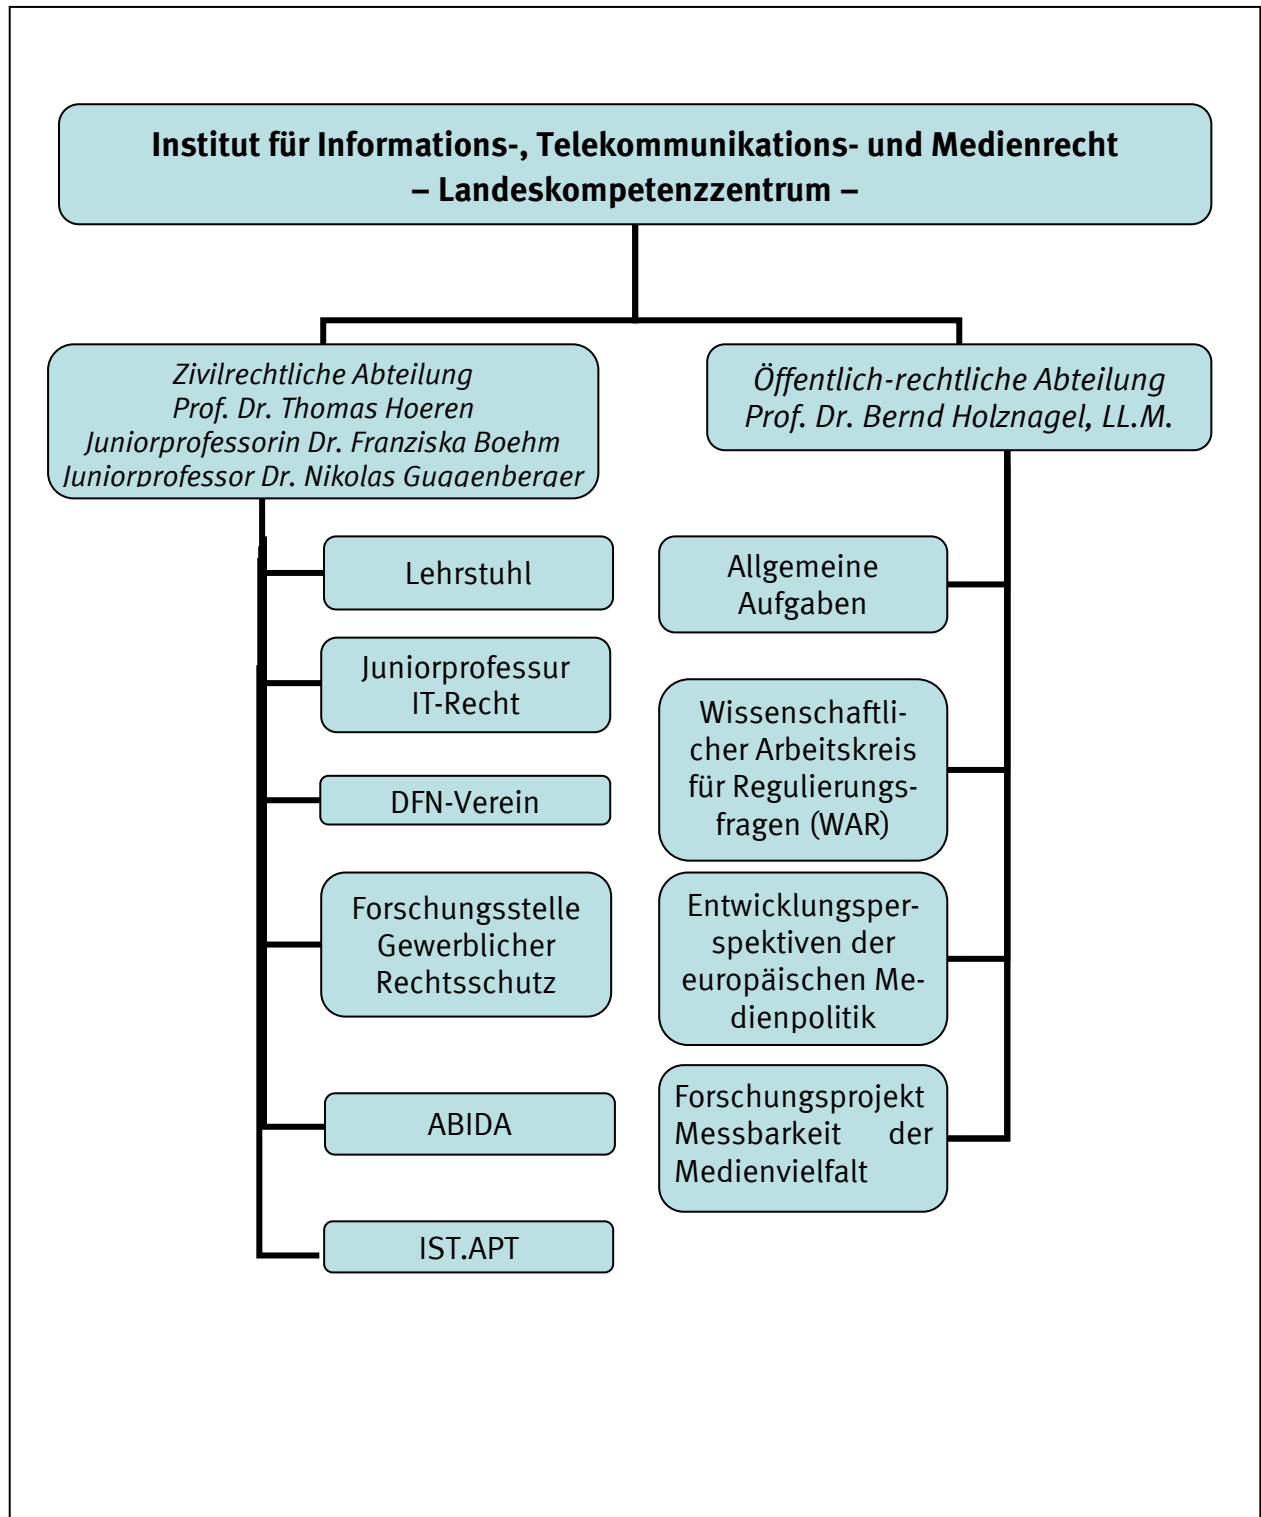 Institut für Informations-, Telekommunikations- und Medienrecht
– Landeskompetenzzentrum –
Zivilrechtliche Abteilung
Prof. Dr. Thomas Hoeren
Juniorprofessorin Dr. Franziska Boehm
Juniorprofessor Dr. Nikolas Guggenberger
Öffentlich-rechtliche Abteilung
Prof. Dr. Bernd Holznagel, LL.M.
Lehrstuhl
Juniorprofessur
IT-Recht
DFN-Verein
Forschungsstelle
Gewerblicher
Rechtsschutz
ABIDA
IST.APT
Allgemeine
Aufgaben
Wissenschaftli-
cher Arbeitskreis
für Regulierungs-
fragen (WAR)
Entwicklungsper-
spektiven der
europäischen Me-
dienpolitik
Forschungsprojekt
Messbarkeit der
Medienvielfalt